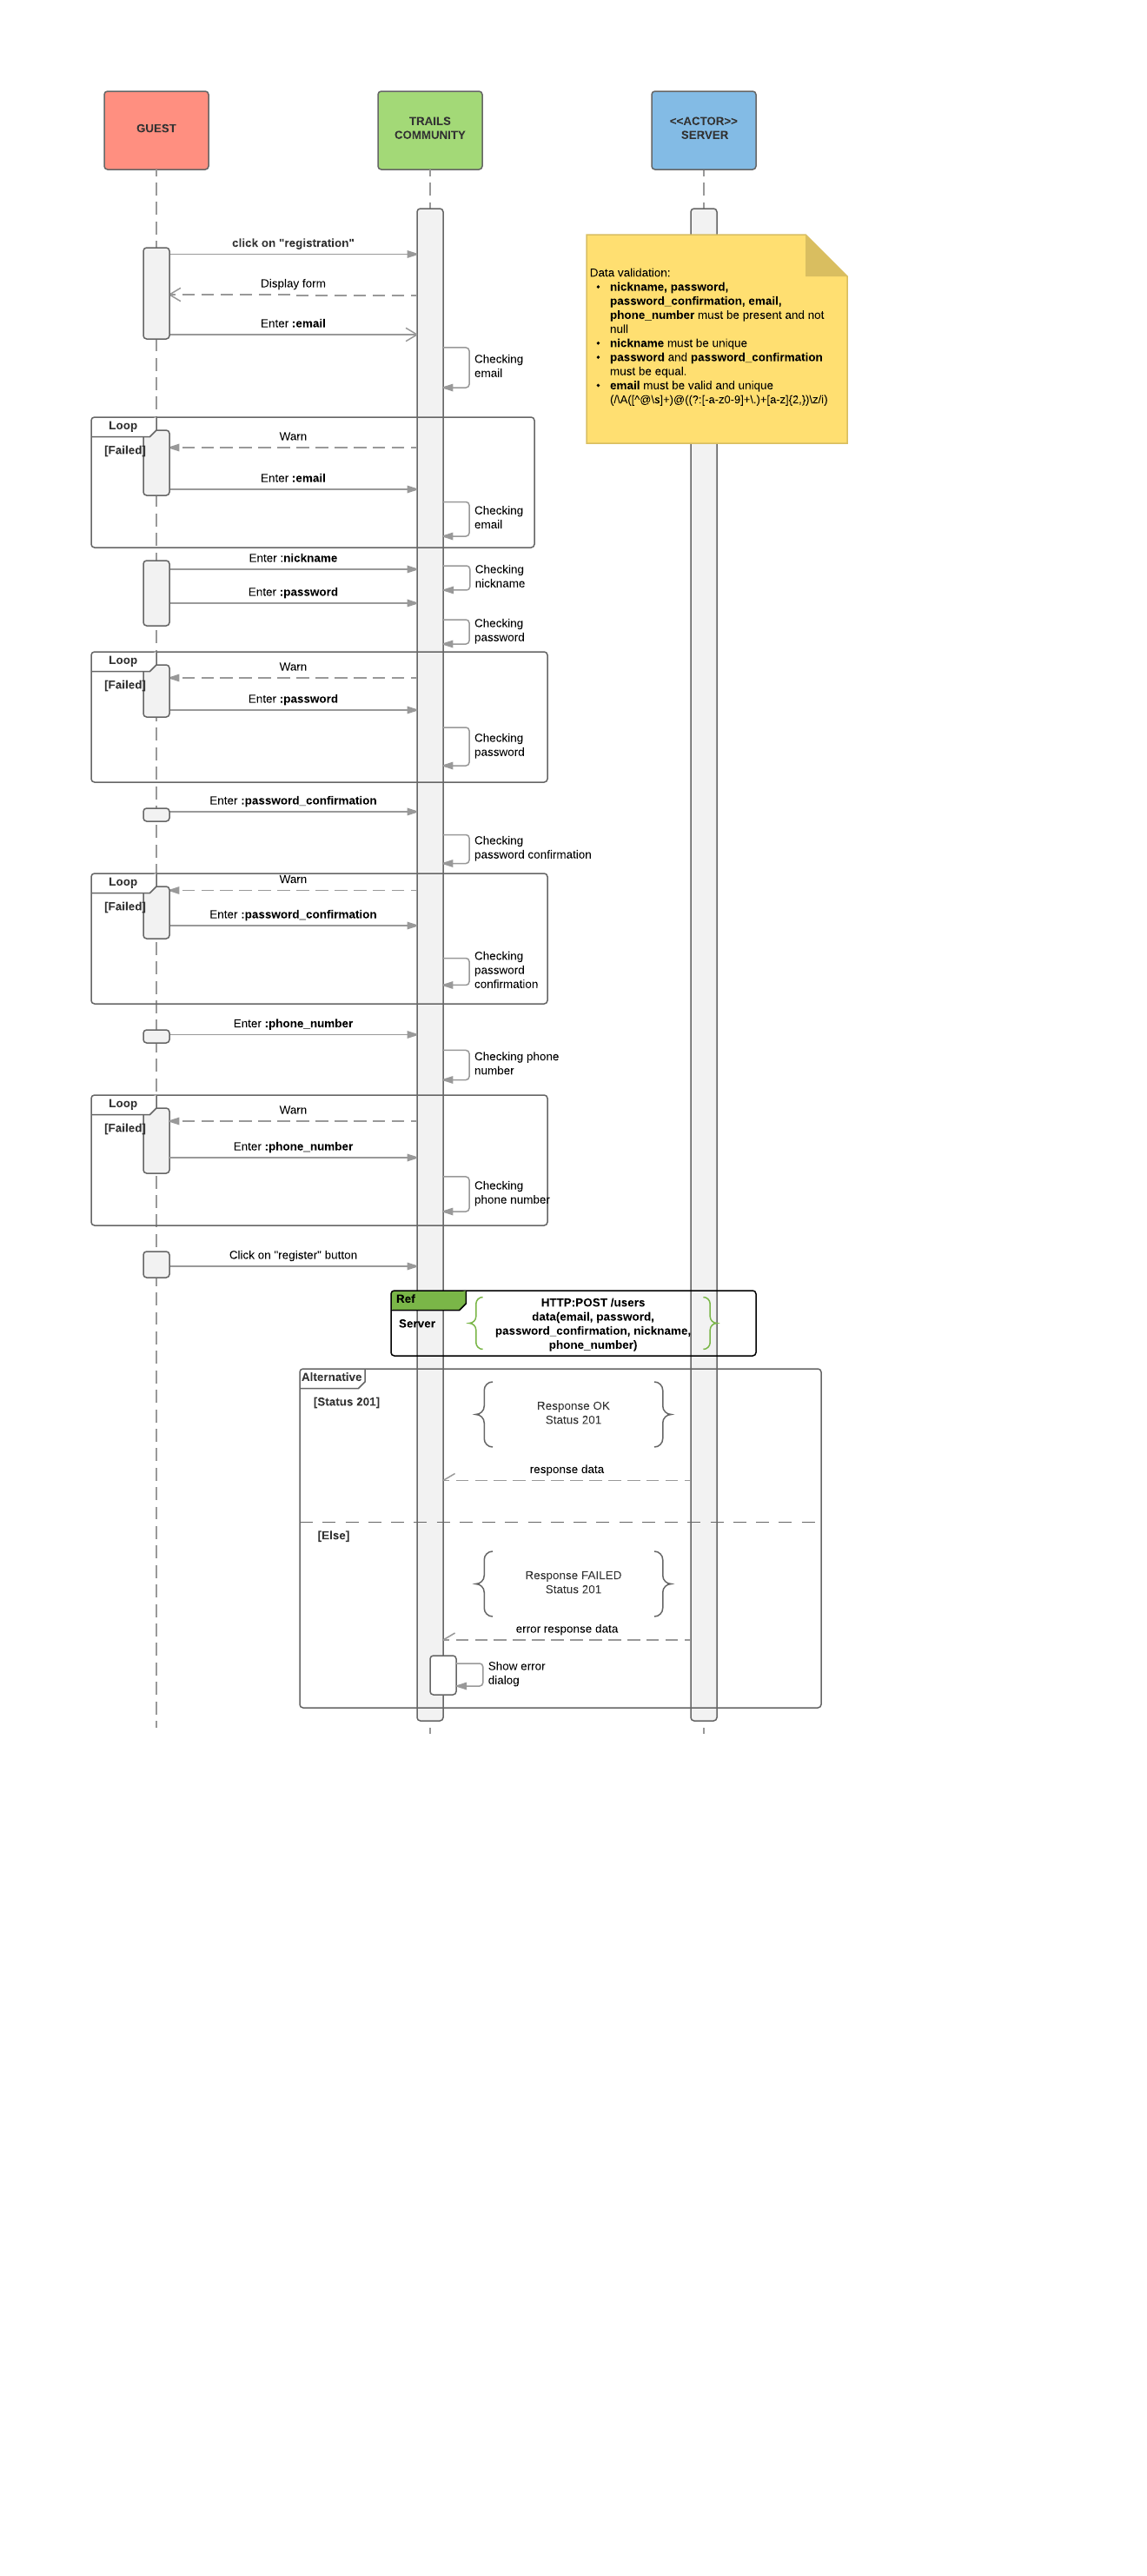 GUEST
TRAILS
COMMUNITY
<<ACTOR>>
SERVER
click on "registration"
Display form
Enter :email
Checking
email
Data validation:
• nickname, password,
password_confirmation, email,
phone_number must be present and not
null
• nickname must be unique
• password and password_confirmation
must be equal.
• email must be valid and unique
(/\A([^@\s]+)@((?:[-a-z0-9]+\.)+[a-z]{2,})\z/i)
Loop
[Failed]
Warn
Enter :email
Checking
email
Enter :nickname
Checking
nickname
Enter :password
Checking
password
Loop
[Failed]
Warn
Enter :password
Checking
password
Enter :password_confirmation
Checking
password confirmation
Loop
[Failed]
Warn
Enter :password_confirmation
Checking
password
confirmation
Enter :phone_number
Checking phone
number
Loop
[Failed]
Warn
Enter :phone_number
Checking
phone number
Click on "register" button
Ref
Server
HTTP:POST /users
data(email, password,
password_confirmation, nickname,
phone_number)
Alternative
[Status 201]
Response OK
Status 201
response data
[Else]
Response FAILED
Status 201
error response data
Show error
dialog